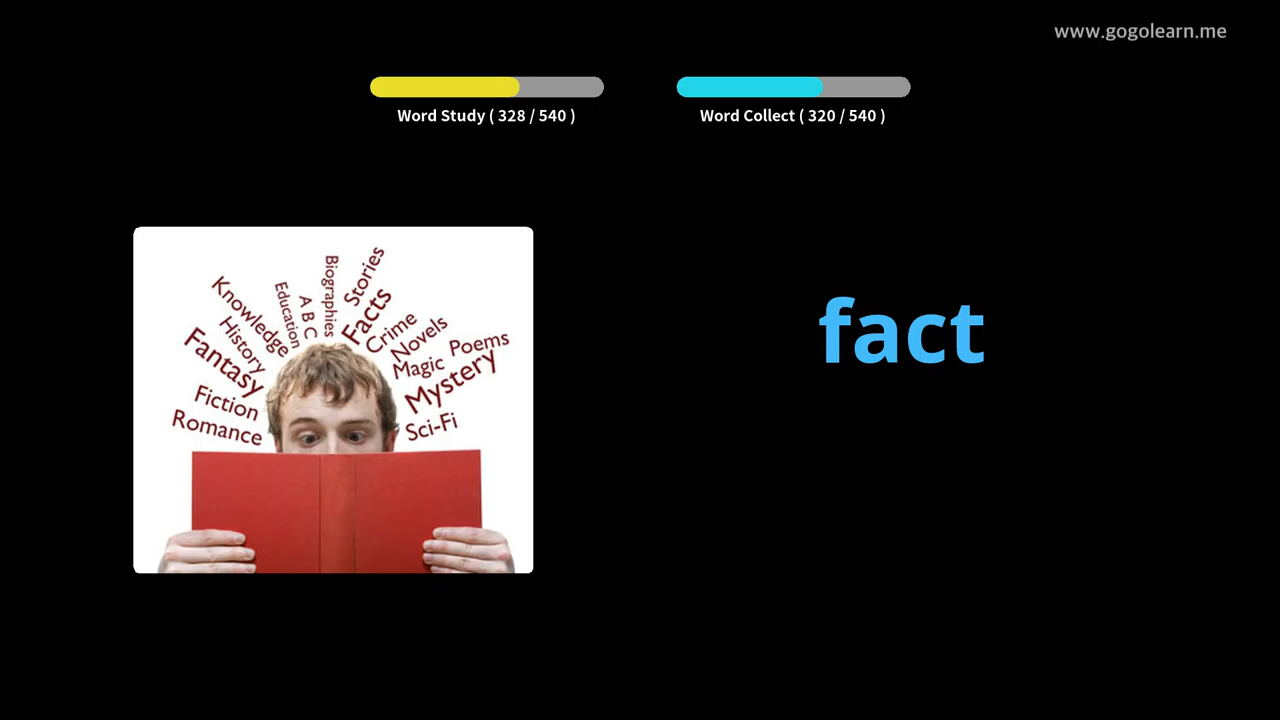 www.gogolearn.me
Word Study ( 328 / 540 )
Word Collect ( 320 / 540 )
Romance
Fiction
Fantasy
History
Knowledge
Education
A B C
Biographies
Stories
Facts
Crime
Novels
Magic
Poems
Mystery
Sci-Fi
fact